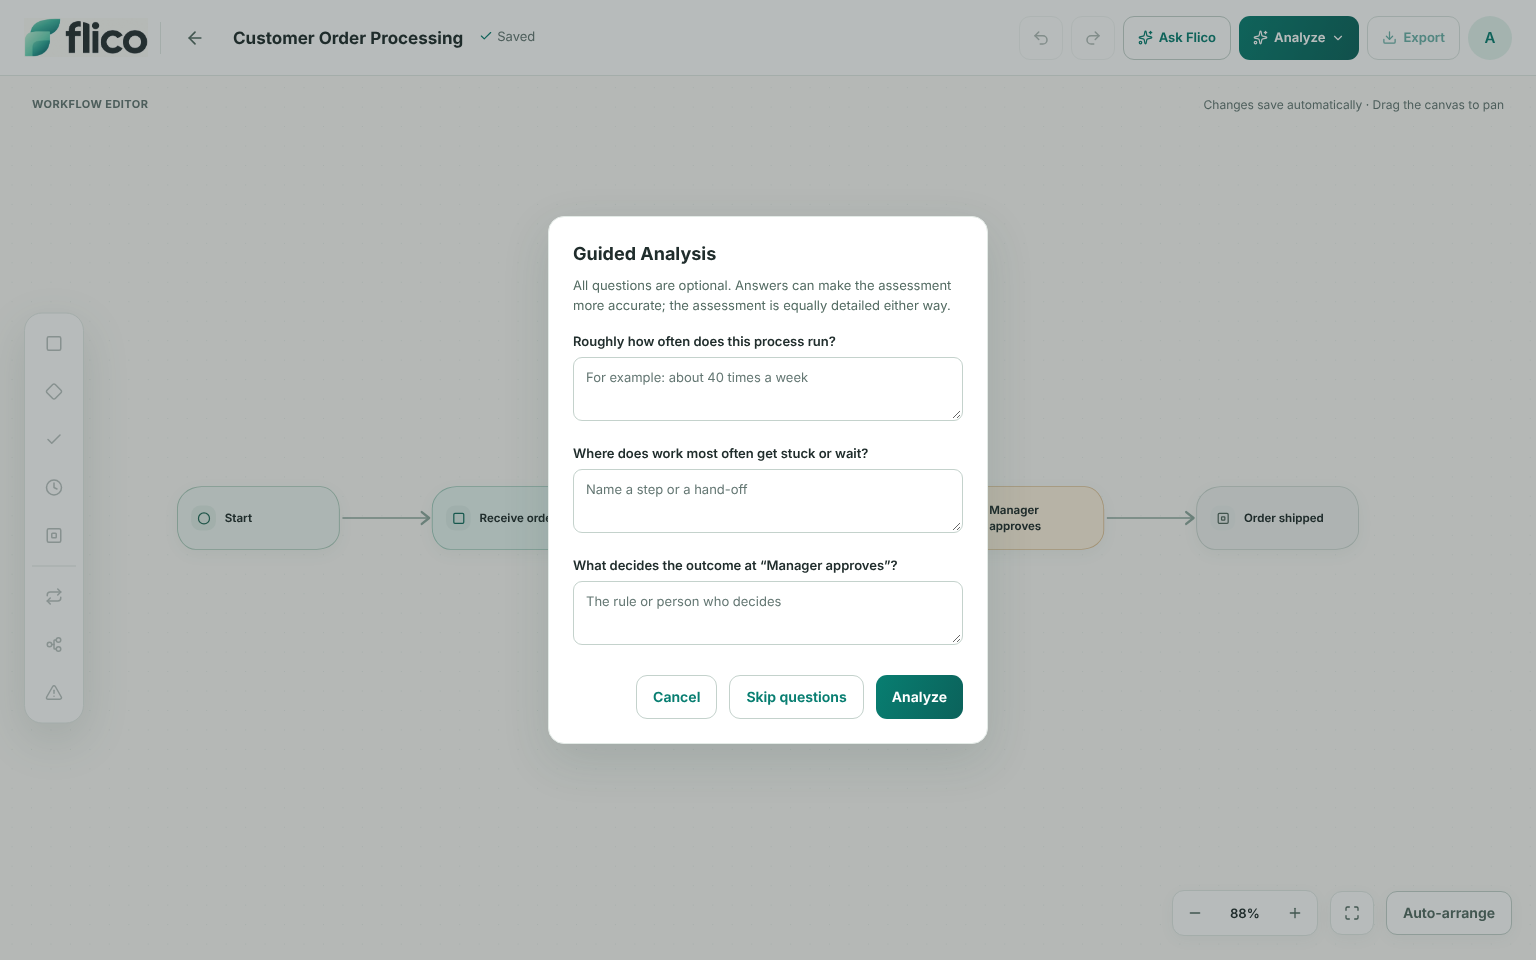 flico
Customer Order Processing
Saved
Ask Flico
Analyze
Export
A
WORKFLOW EDITOR
Changes save automatically · Drag the canvas to pan
Guided Analysis
All questions are optional. Answers can make the assessment
more accurate; the assessment is equally detailed either way.
Roughly how often does this process run?
For example: about 40 times a week
Where does work most often get stuck or wait?
Name a step or a hand-off
What decides the outcome at “Manager approves”?
The rule or person who decides
Cancel
Skip questions
Analyze
Start
Receive
Manager
approves
Order shipped
88%
Auto-arrange